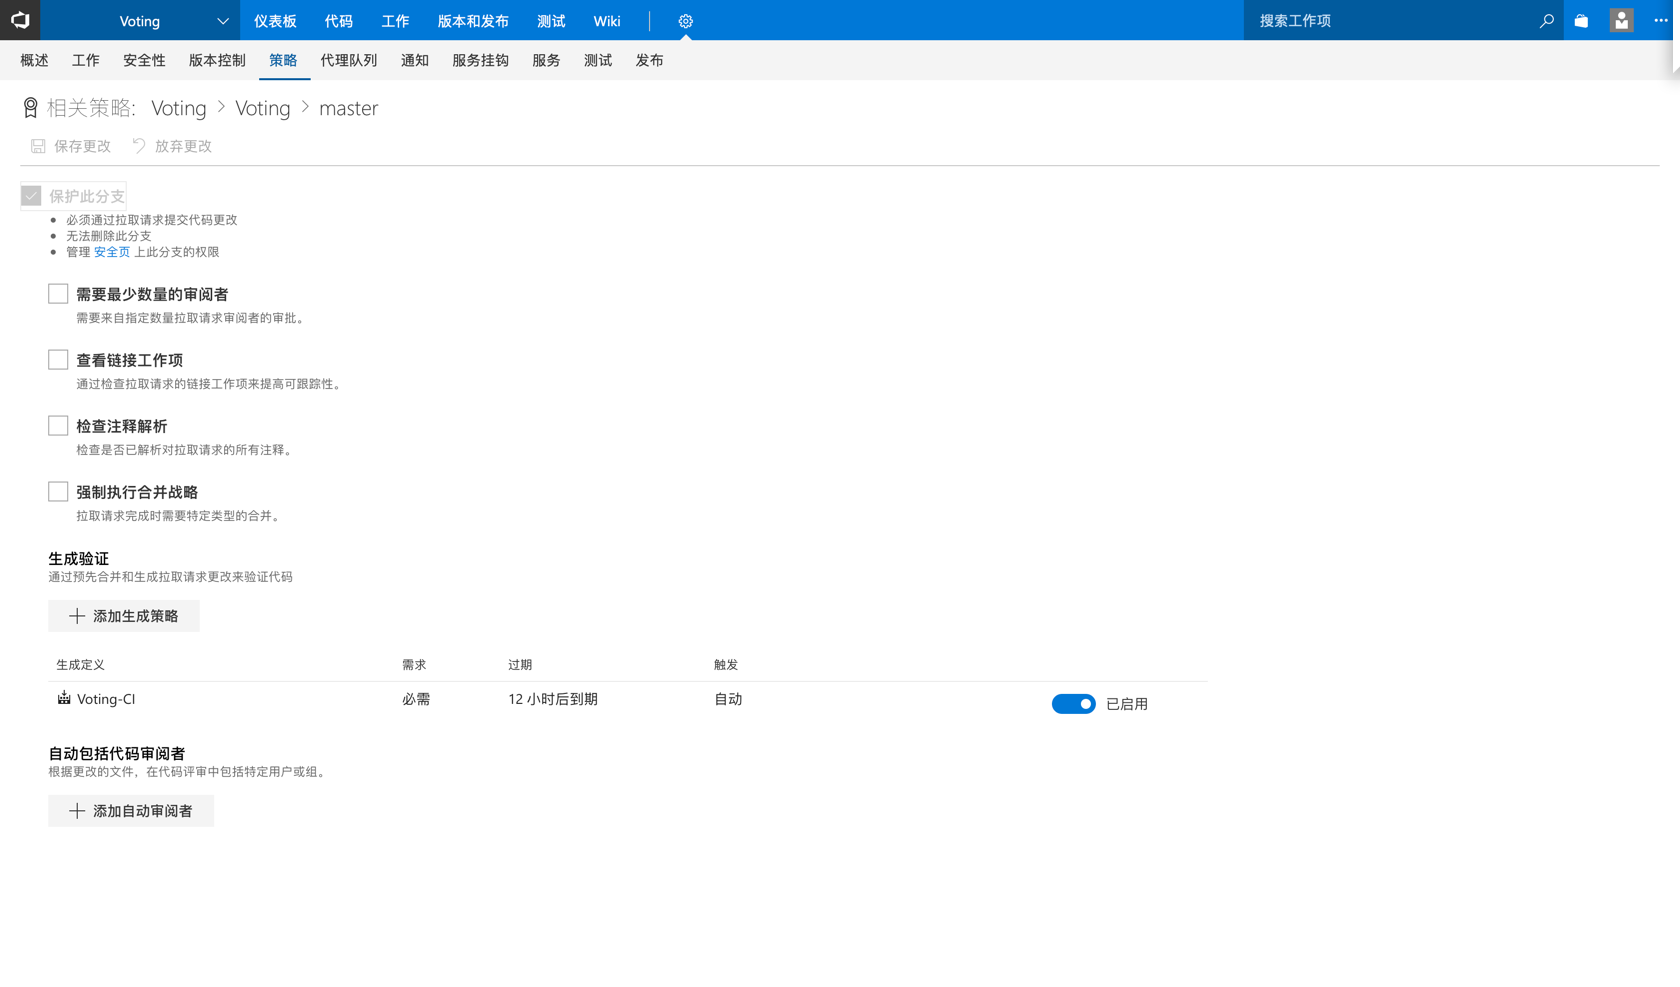 Voting 仪表板 代码 工作 版本和发布 测试 Wiki 搜索工作项
概述 工作 安全性 版本控制 策略 代理队列 通知 服务挂钩 服务 测试 发布
相关策略: Voting > Voting > master
保存更改 放弃更改
保护此分支
• 必须通过拉取请求提交代码更改
• 无法删除此分支
• 管理 安全页 上此分支的权限
需要最少数量的审阅者
需要来自指定数量拉取请求审阅者的审批。
查看链接工作项
通过检查拉取请求的链接工作项来提高可跟踪性。
检查注释解析
检查是否已解析对拉取请求的所有注释。
强制执行合并战略
拉取请求完成时需要特定类型的合并。
生成验证
通过预先合并和生成拉取请求更改来验证代码
添加生成策略
生成定义 需求 过期 触发
Voting-CI 必需 12 小时后到期 自动 已启用
自动包括代码审阅者
根据更改的文件，在代码评审中包括特定用户或组。
添加自动审阅者